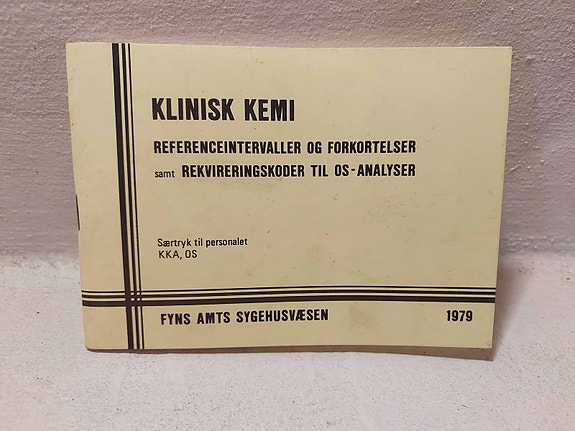 KLINISK KEMI
REFERENCEINTERVALLER OG FORKORTELSER
samt REKVIRERINGSKODER TIL OS-ANALYSER
Særtryk til personalet
KKA, OS
FYNS AMTS SYGEHUSVÆSEN 1979